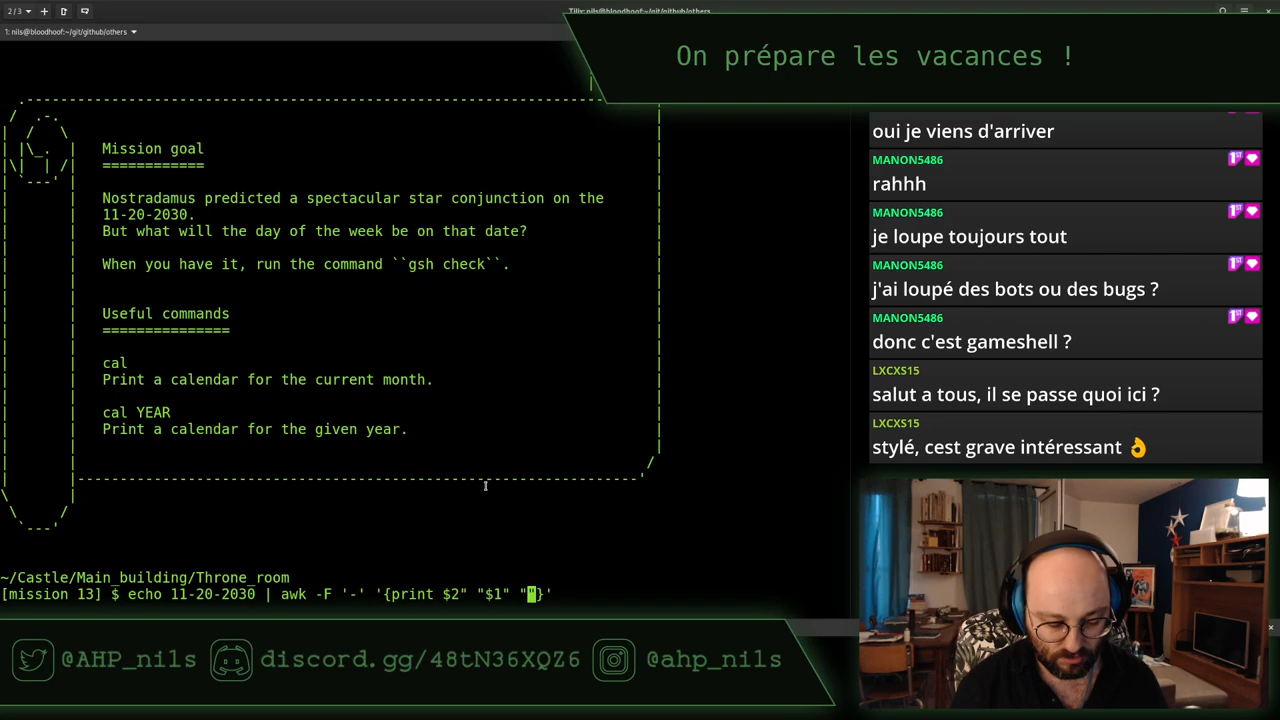 2/3
Tilix: nils@bloodhoof:~/git/github/others
1: nils@bloodhoof:~/git/github/others
On prépare les vacances !
Mission goal
============
Nostradamus predicted a spectacular star conjunction on the
11-20-2030.
But what will the day of the week be on that date?
When you have it, run the command ``gsh check``.
Useful commands
===============
cal
Print a calendar for the current month.
cal YEAR
Print a calendar for the given year.
~/Castle/Main_building/Throne_room
[mission 13] $ echo 11-20-2030 | awk -F '-' '{print $2" "$1" ""}'
oui je viens d'arriver
MANON5486
rahhh
MANON5486
je loupe toujours tout
MANON5486
j'ai loupé des bots ou des bugs ?
MANON5486
donc c'est gameshell ?
LXCXS15
salut a tous, il se passe quoi ici ?
LXCXS15
stylé, cest grave intéressant 👌
@AHP_nils
discord.gg/48tN36XQZ6
@ahp_nils